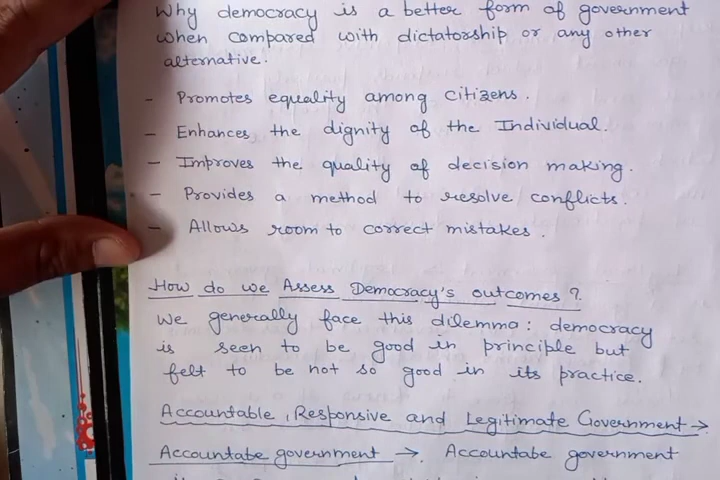 Why democracy is a better form of government
when compared with dictatorship or any other
alternative.
- Promotes equality among citizens.
- Enhances the dignity of the Individual.
- Improves the quality of decision making.
- Provides a method to resolve conflicts.
- Allows room to correct mistakes.
How do we Assess Democracy's outcomes?
We generally face this dilemma: democracy
is seen to be good in principle but
felt to be not so good in its practice.
Accountable, Responsive and Legitimate Government →
Accountabe government → Accountabe government